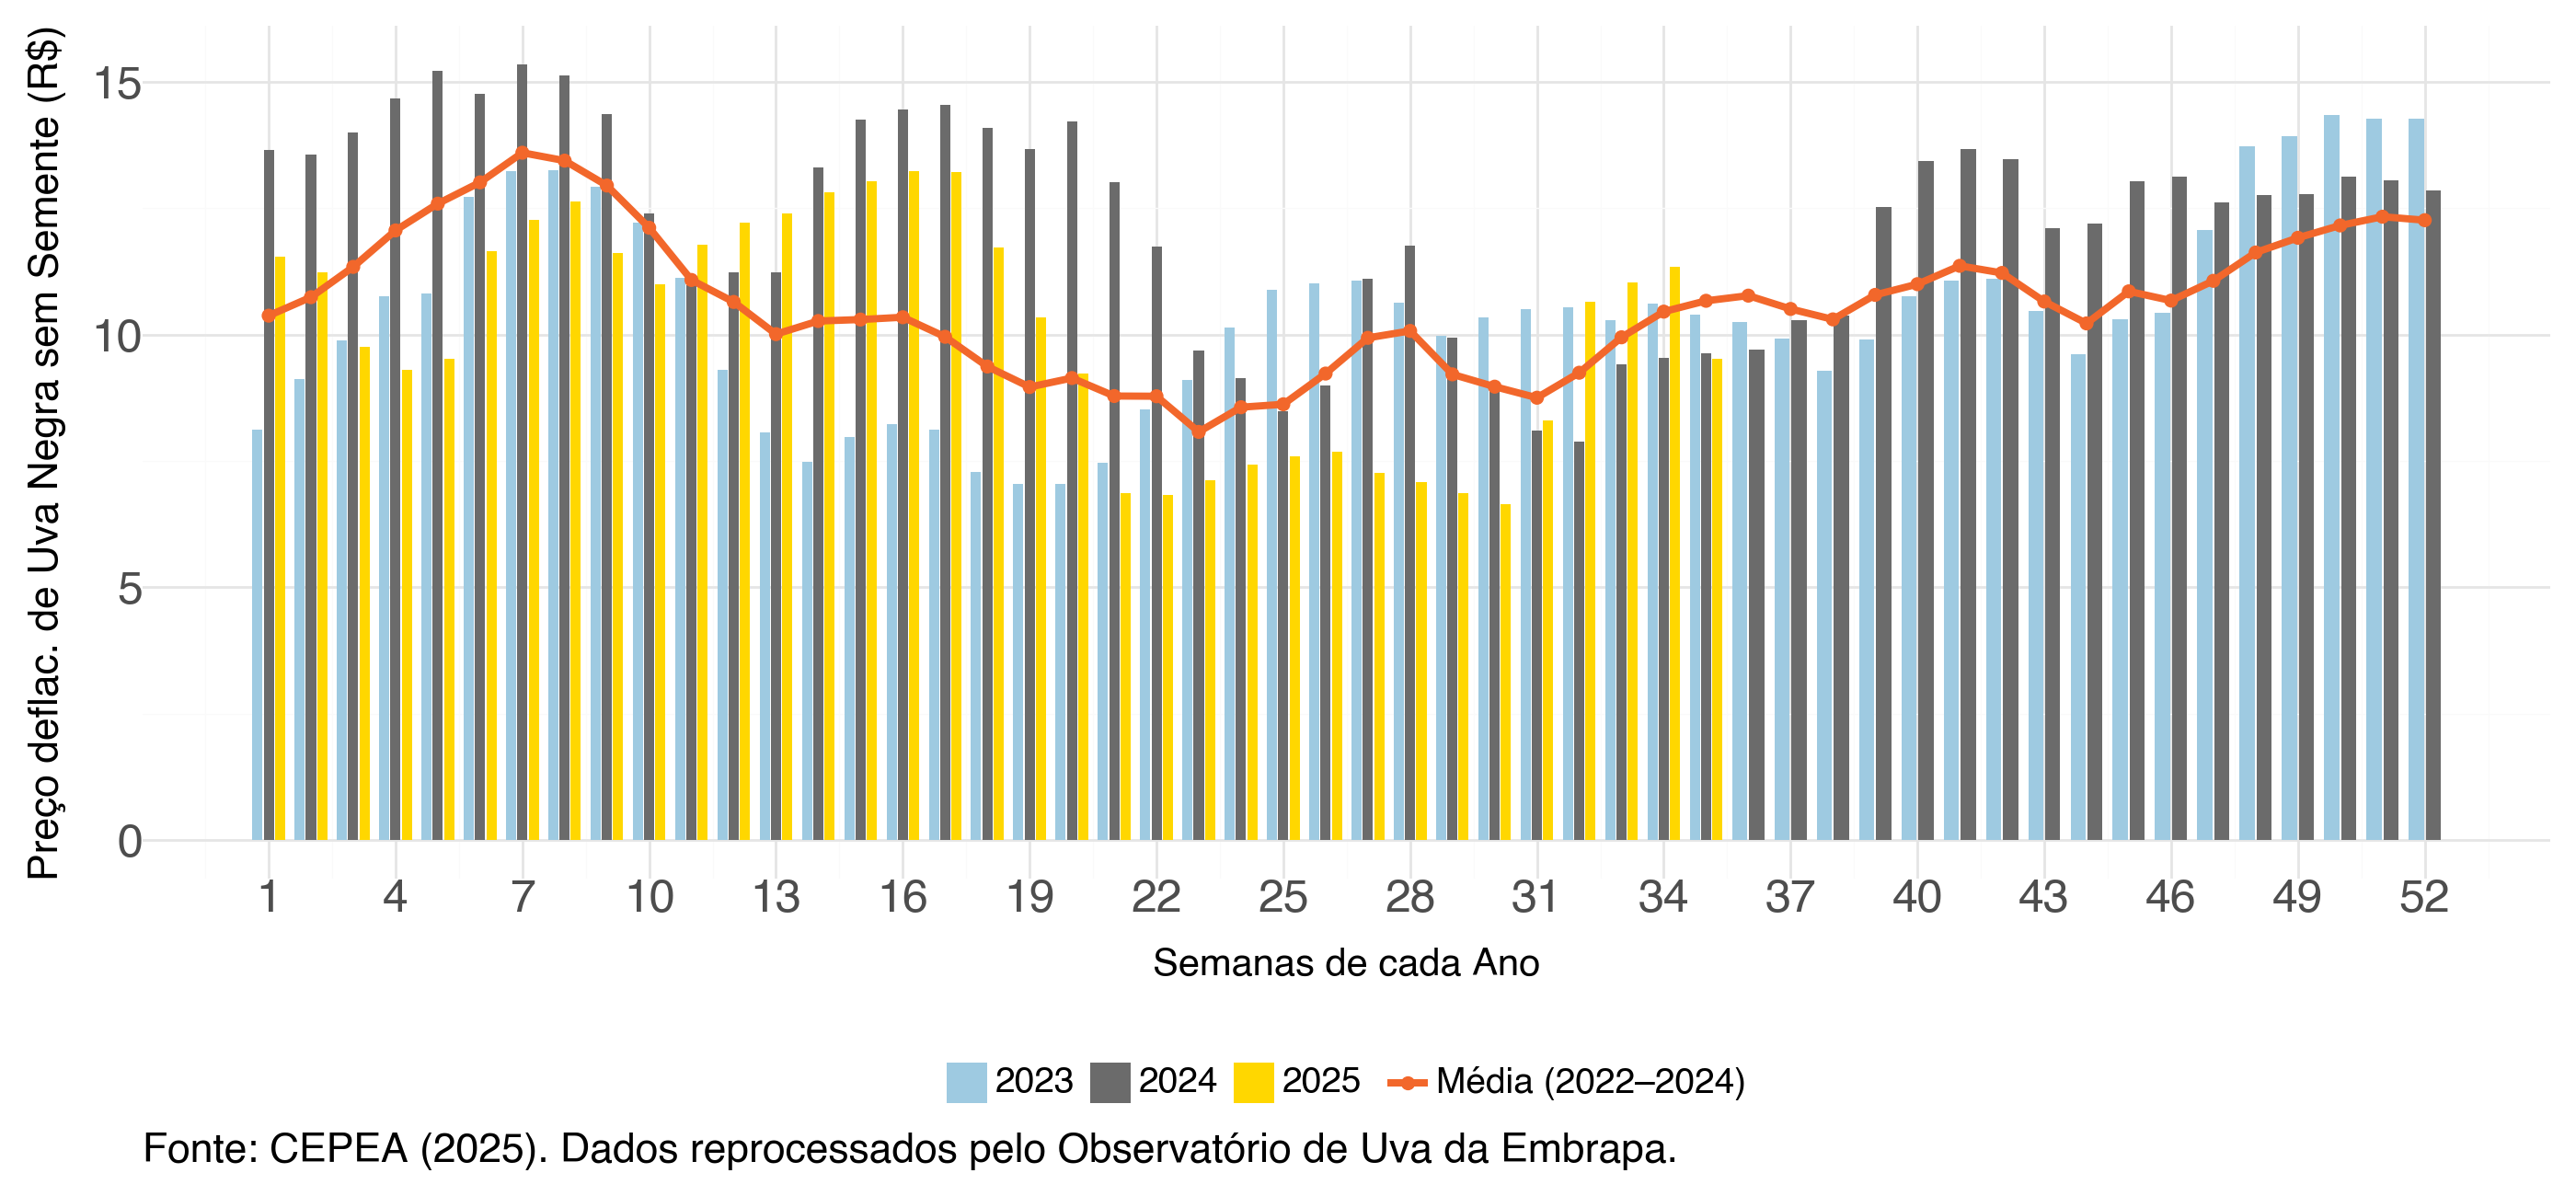 Preço deflac. de Uva Negra sem Semente (R$)
15
10
5
0
1 4 7 10 13 16 19 22 25 28 31 34 37 40 43 46 49 52
Semanas de cada Ano
2023 2024 2025 Média (2022–2024)
Fonte: CEPEA (2025). Dados reprocessados pelo Observatório de Uva da Embrapa.